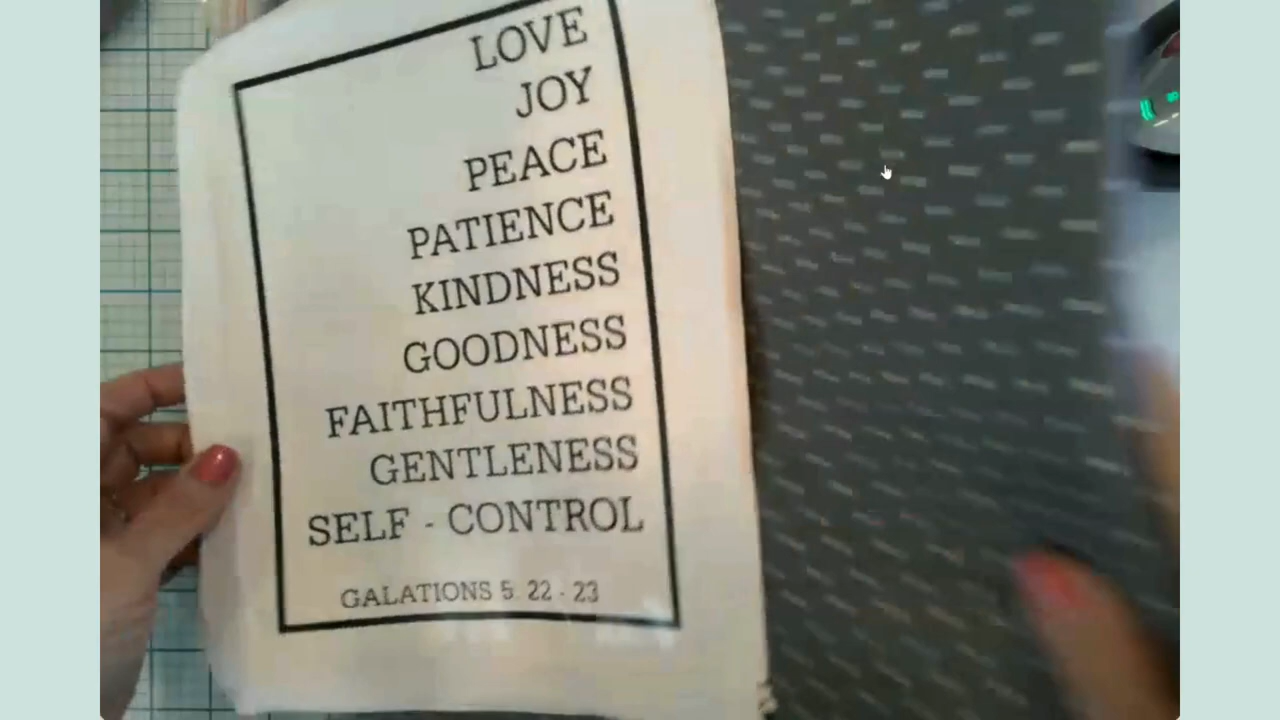 LOVE
JOY
PEACE
PATIENCE
KINDNESS
GOODNESS
FAITHFULNESS
GENTLENESS
SELF - CONTROL
GALATIONS 5: 22 - 23